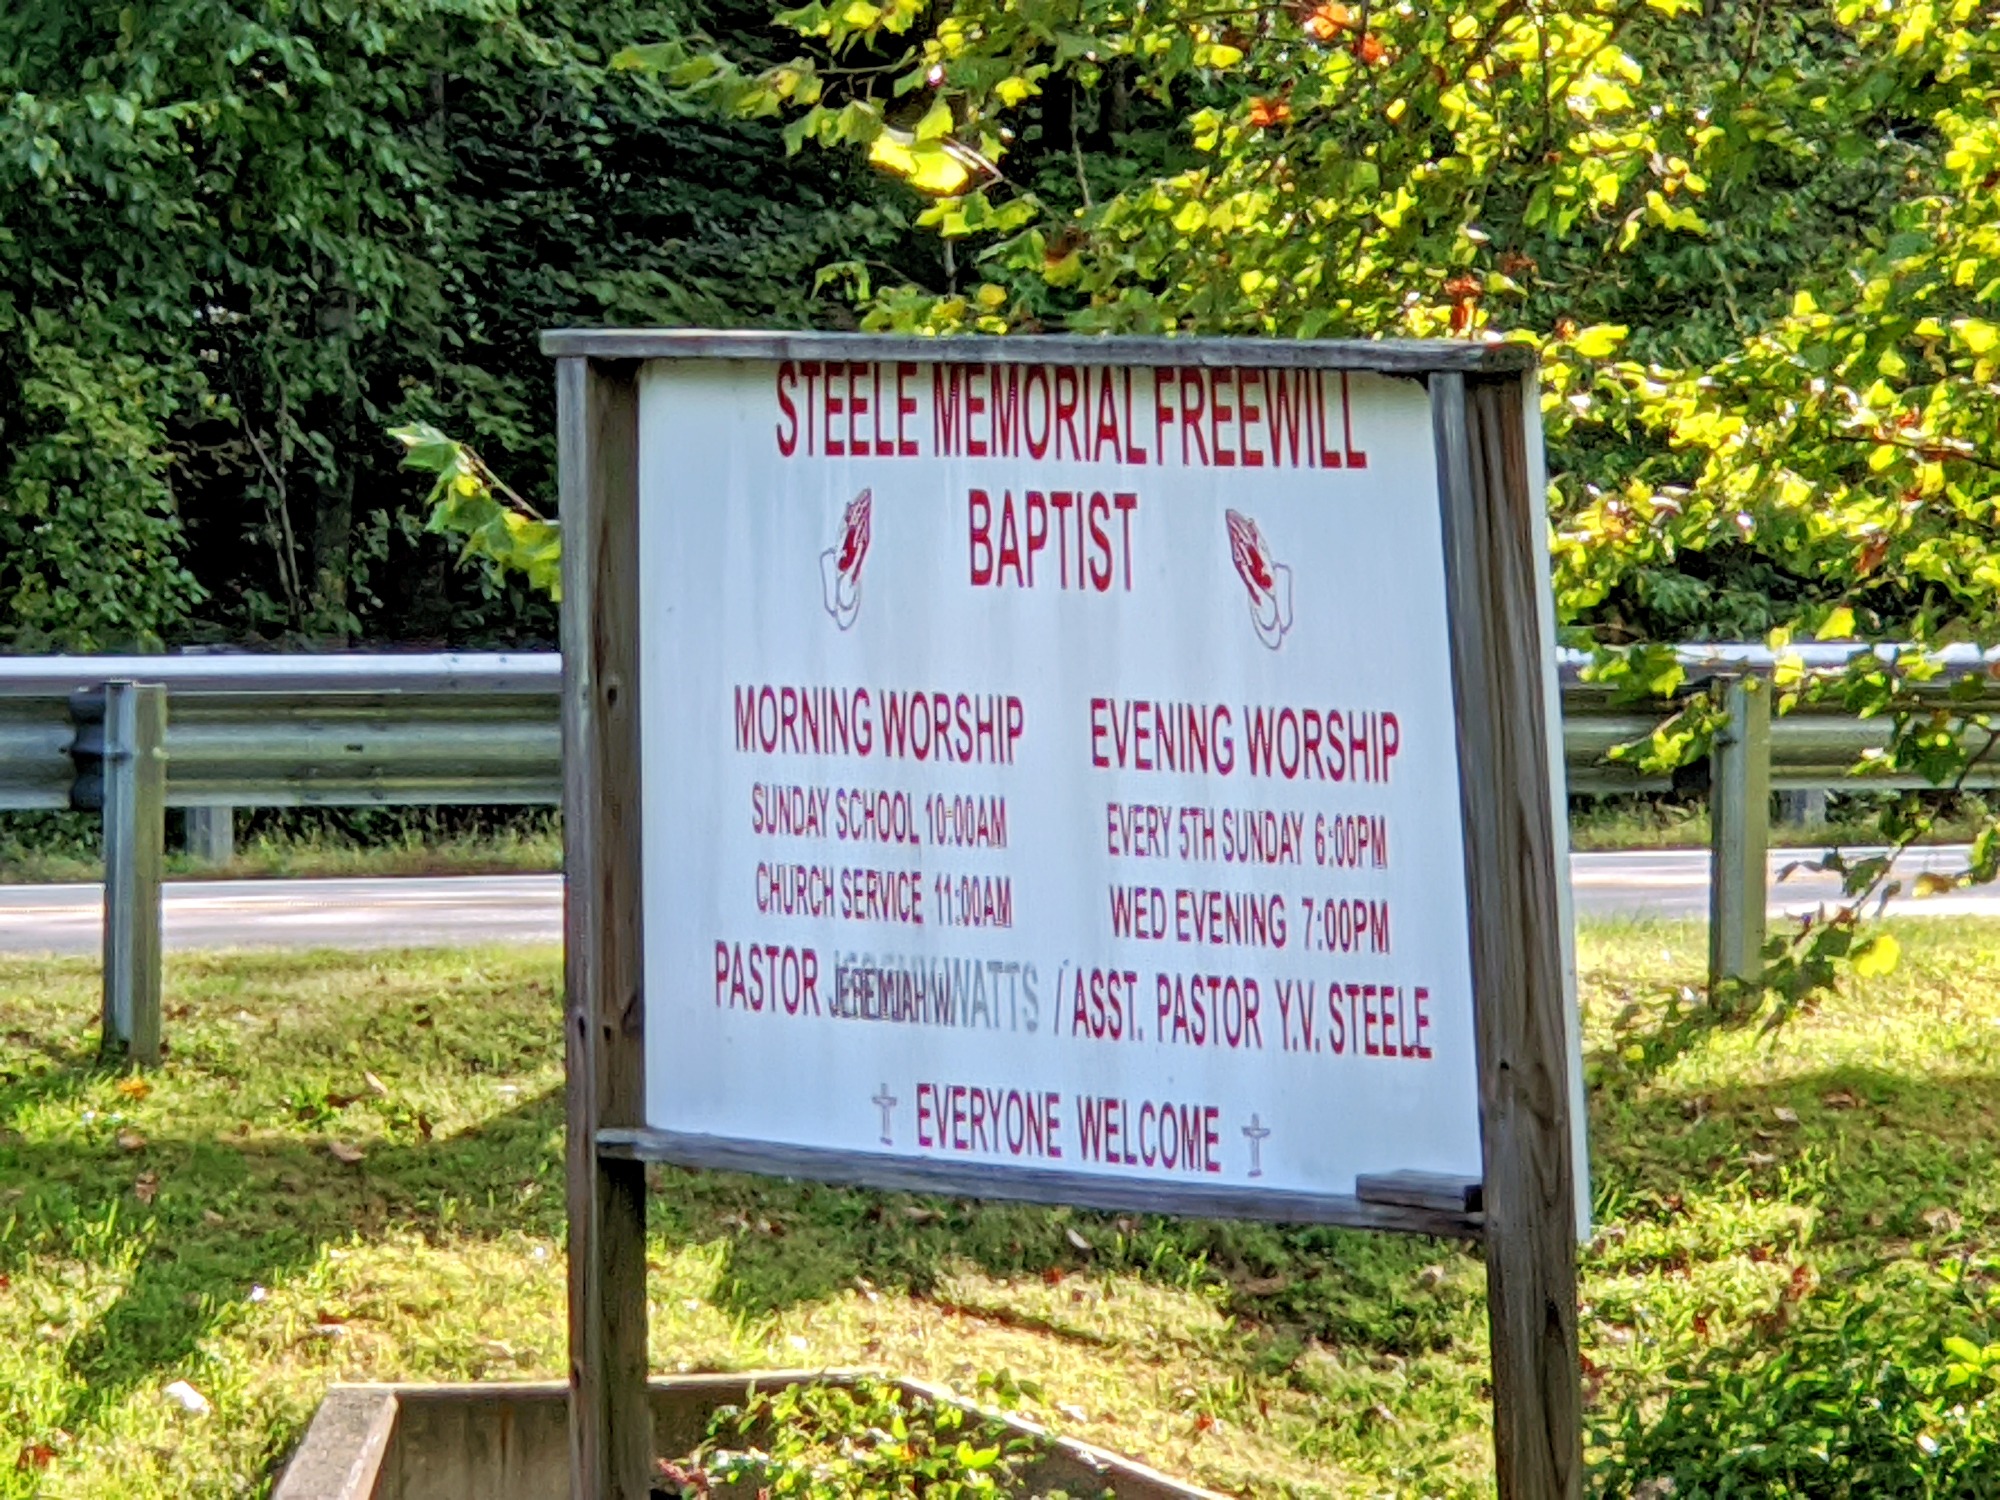 STEELE MEMORIAL FREEWILL
BAPTIST
MORNING WORSHIP
SUNDAY SCHOOL 10:00AM
CHURCH SERVICE 11:00AM
EVENING WORSHIP
EVERY 5TH SUNDAY 6:00PM
WED EVENING 7:00PM
PASTOR JEREMIAH WATTS / ASST. PASTOR Y.V. STEELE
EVERYONE WELCOME